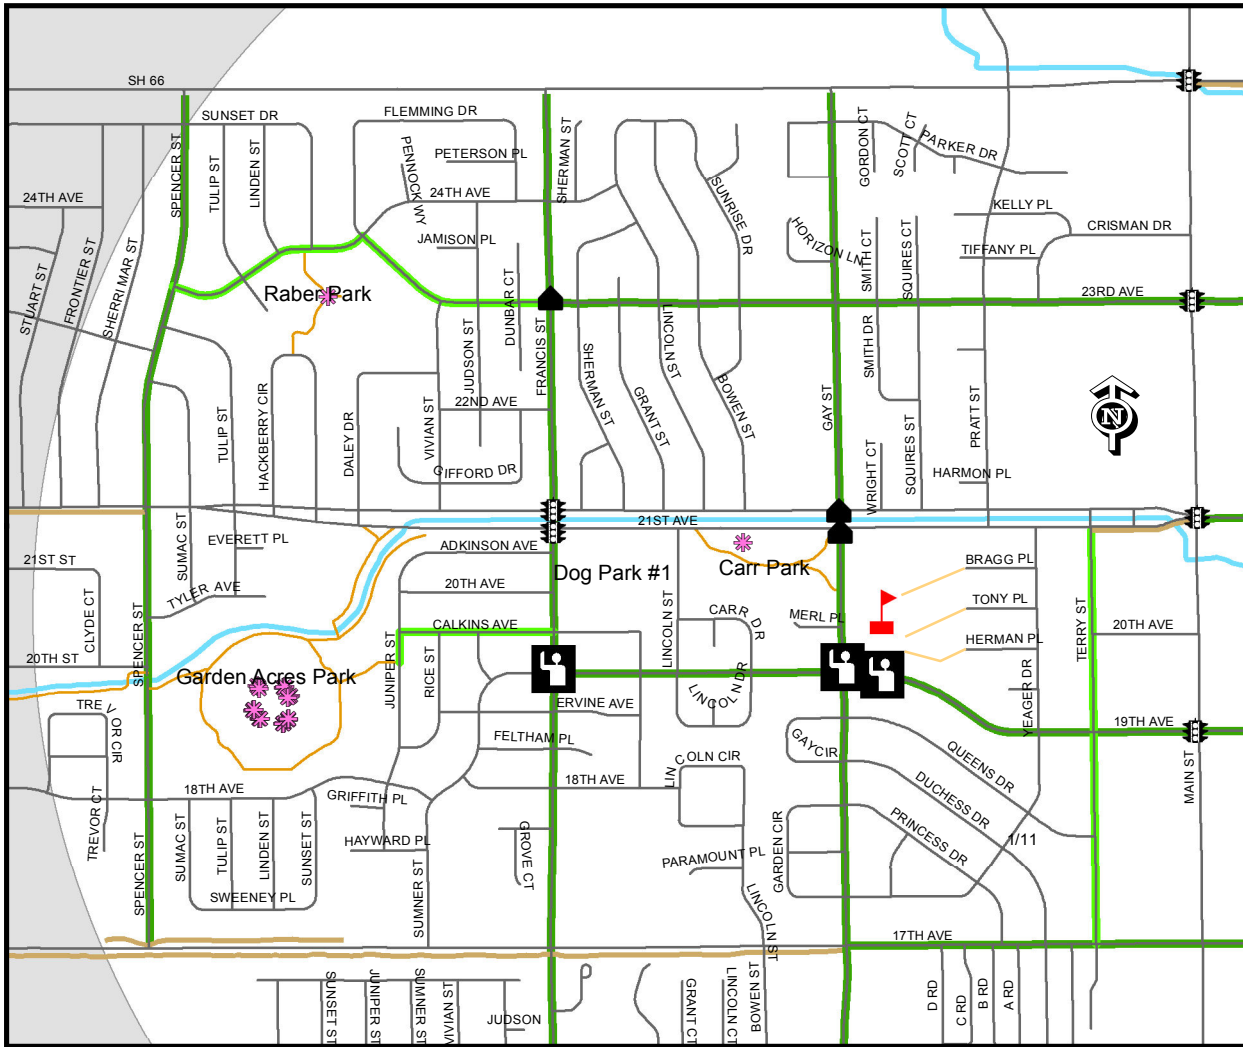 SH 66
SUNSET DR
FLEMMING DR
SPENCER ST
TULIP ST
LINDEN ST
PENNOCK WY
PETERSON PL
SHERMAN ST
GORDON CT
SCOTT CT
PARKER DR
24TH AVE
24TH AVE
SUNRISE DR
KELLY PL
CRISMAN DR
JAMISON PL
HORIZON LN
SMITH CT
SQUIRES CT
TIFFANY PL
STUART ST
FRONTIER ST
SHERRI MAR ST
Raber Park
DUNBAR CT
23RD AVE
FRANCIS ST
LINCOLN ST
SMITH DR
JUDSON ST
SHERMAN ST
GRANT ST
BOWEN ST
GAY ST
PRATT ST
N
22ND AVE
TULIP ST
HACKBERRY CIR
DALEY DR
VIVIAN ST
GIFFORD DR
WRIGHT CT
SQUIRES ST
HARMON PL
21ST AVE
SUMAC ST
EVERETT PL
ADKINSON AVE
21ST ST
Dog Park #1
Carr Park
BRAGG PL
TYLER AVE
20TH AVE
CLYDE CT
SPENCER ST
LINCOLN ST
CARR DR
MERL PL
TONY PL
CALKINS AVE
TERRY ST
20TH AVE
HERMAN PL
20TH ST
Garden Acres Park
JUNIPER ST
RICE ST
LINCOLN DR
YEAGER DR
TREVOR CIR
ERVINE AVE
19TH AVE
FELTHAM PL
GAY CIR
QUEENS DR
MAIN ST
LINCOLN CIR
18TH AVE
18TH AVE
GRIFFITH PL
DUCHESS DR
TREVOR CT
SUMAC ST
TULIP ST
LINDEN ST
SUNSET ST
HAYWARD PL
GROVE CT
PARAMOUNT PL
GARDEN CIR
PRINCESS DR
1/11
SPENCER ST
SWEENEY PL
SUMNER ST
LINCOLN ST
17TH AVE
SUNSET ST
JUNIPER ST
SUMNER ST
VIVIAN ST
JUDSON
GRANT CT
LINCOLN CT
BOWEN ST
D RD
C RD
B RD
A RD